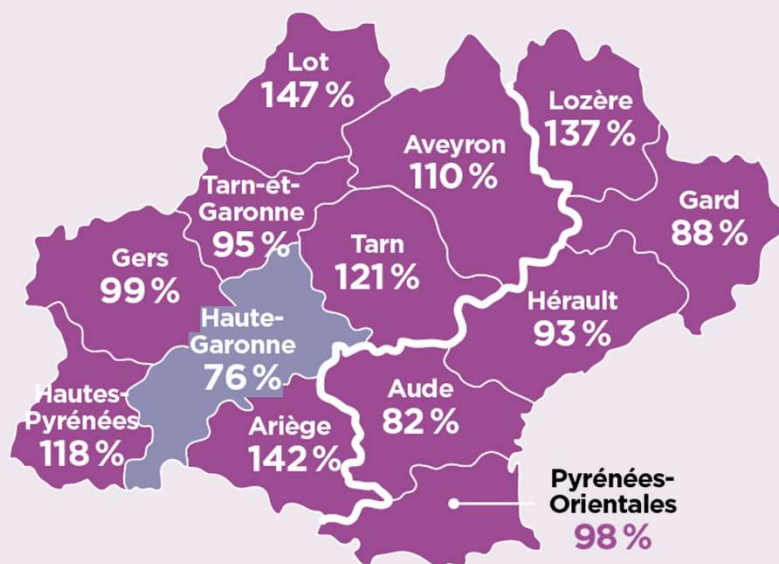 Lot
147 %
Lozère
137 %
Aveyron
110 %
Tarn-et-
Garonne
95 %
Gard
88 %
Gers
99 %
Tarn
121 %
Hérault
93 %
Haute-
Garonne
76 %
Hautes-
Pyrénées
118 %
Ariège
142 %
Aude
82 %
Pyrénées-
Orientales
98 %